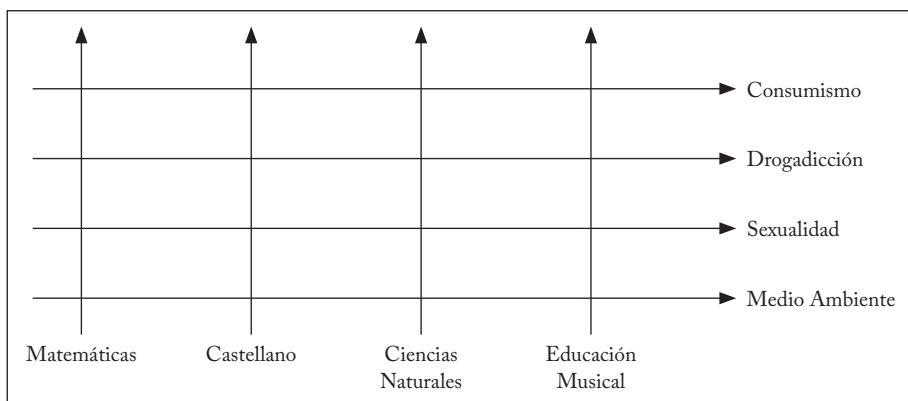 Consumismo
Drogadicción
Sexualidad
Medio Ambiente
Matemáticas
Castellano
Ciencias
Naturales
Educación
Musical